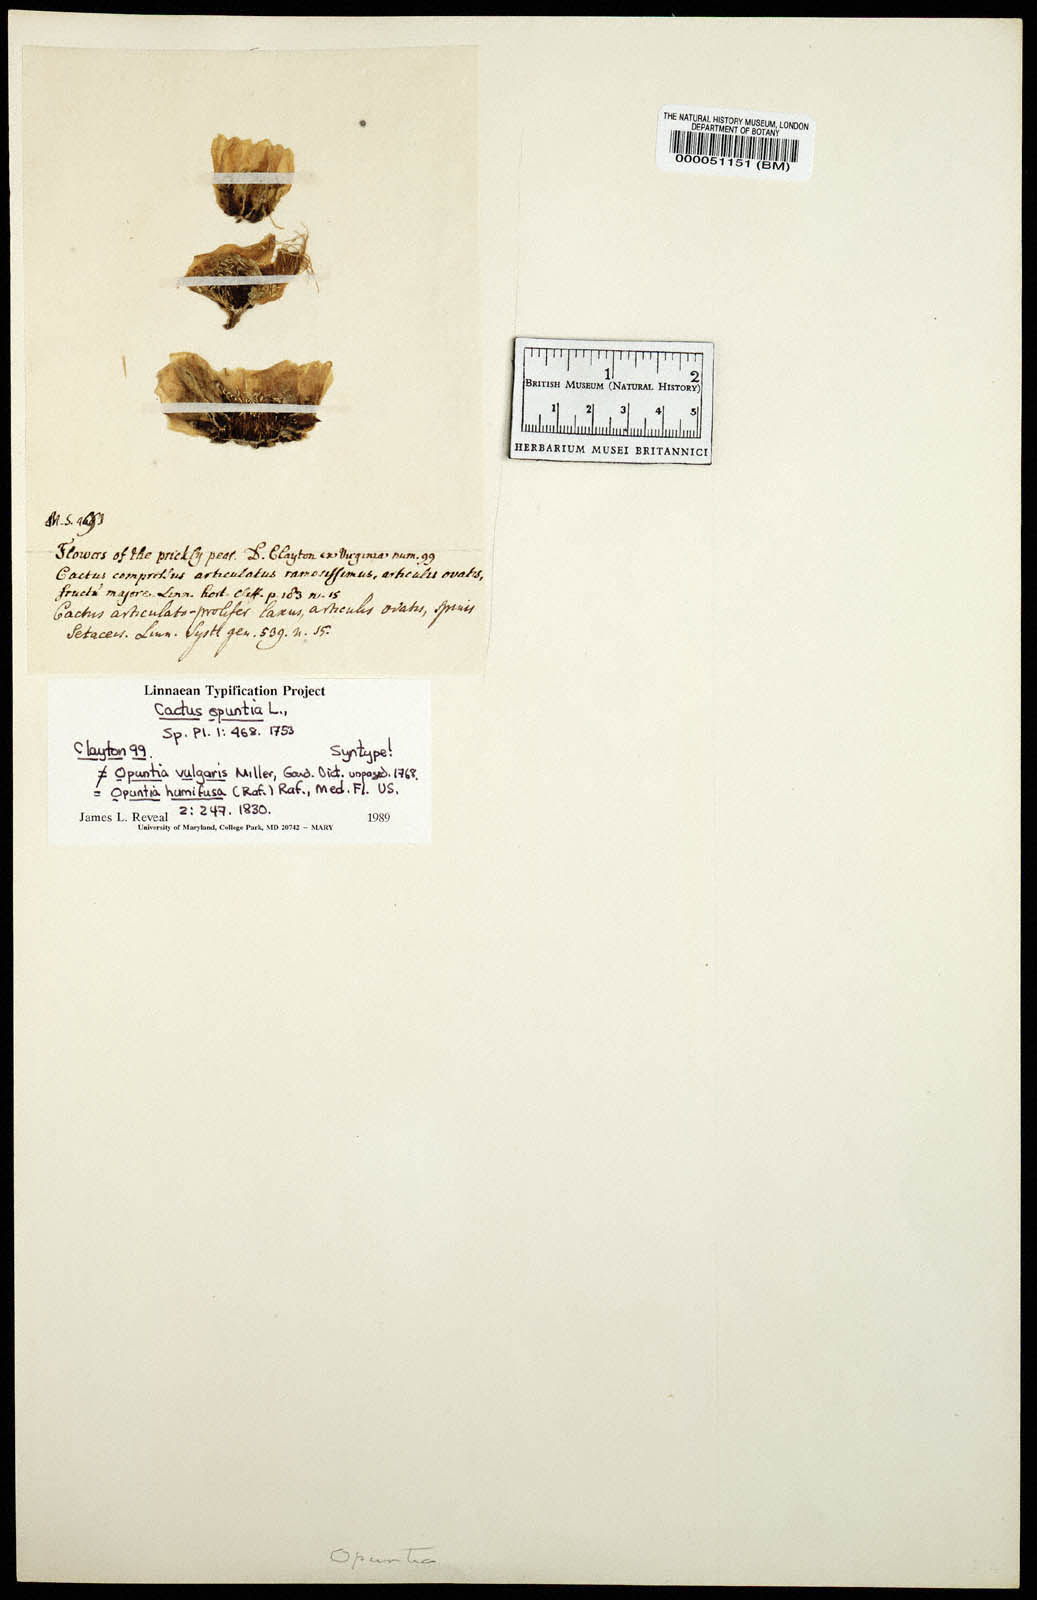 THE NATURAL HISTORY MUSEUM, LONDON
DEPARTMENT OF BOTANY
000051151 (BM)
1 2
BRITISH MUSEUM (NATURAL HISTORY)
1 2 3 4 5
HERBARIUM MUSEI BRITANNICI
M.S.
Flowers of the prickly pear. D. Clayton ex Virginia num. 99
Cactus compressus articulatus ramosissimus, articulis ovatis,
fructu majore. Linn. hort. Cliff. p. 183 n. 15
Cactus articulato-prolifer laxus, articulis ovatis, spinis
Setaceis. Linn. Syst. gen. 539. n. 15.
Linnaean Typification Project
Cactus opuntia L.,
Sp. Pl. 1: 468. 1753
Clayton 99. Syntype!
≠ Opuntia vulgaris Miller, Gard. Dict. unpaged. 1768.
= Opuntia humifusa (Raf.) Raf., Med. Fl. US.
2: 247. 1830.
James L. Reveal 1989
University of Maryland, College Park, MD 20742 – MARY
Opuntia